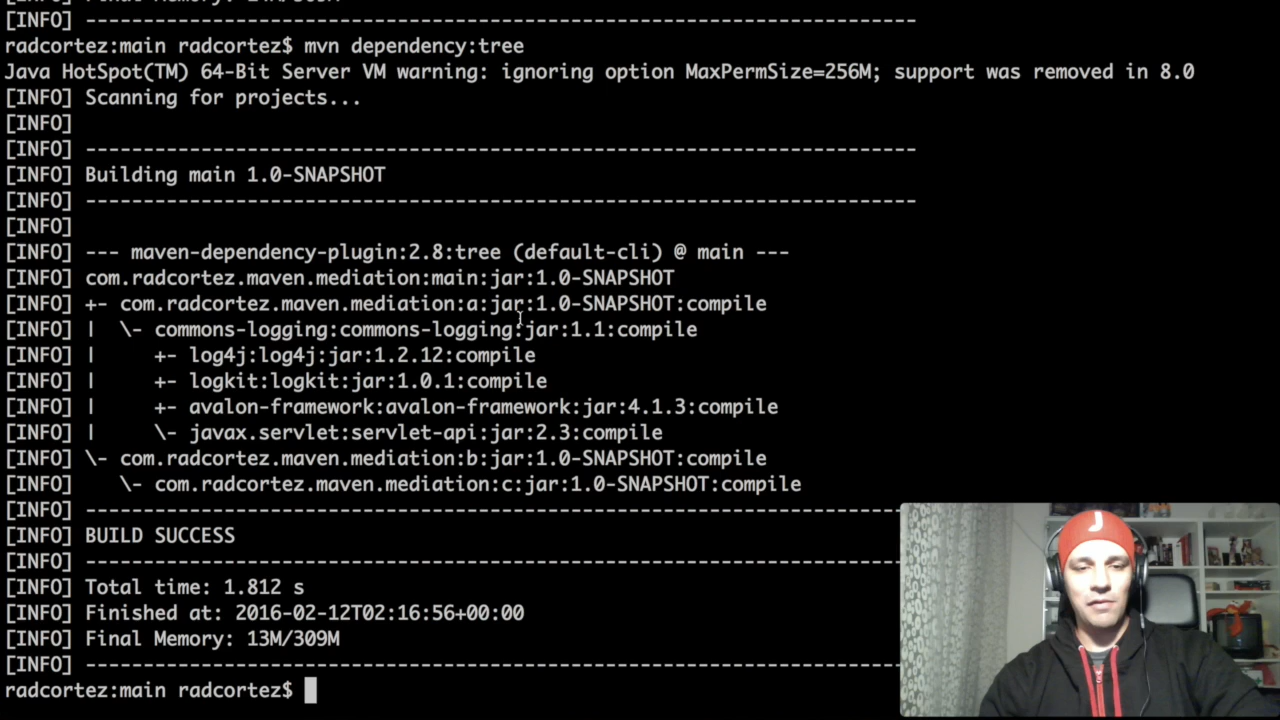 [INFO] ------------------------------------------------------------------------
radcortez:main radcortez$ mvn dependency:tree
Java HotSpot(TM) 64-Bit Server VM warning: ignoring option MaxPermSize=256M; support was removed in 8.0
[INFO] Scanning for projects...
[INFO]
[INFO] ------------------------------------------------------------------------
[INFO] Building main 1.0-SNAPSHOT
[INFO] ------------------------------------------------------------------------
[INFO]
[INFO] --- maven-dependency-plugin:2.8:tree (default-cli) @ main ---
[INFO] com.radcortez.maven.mediation:main:jar:1.0-SNAPSHOT
[INFO] +- com.radcortez.maven.mediation:a:jar:1.0-SNAPSHOT:compile
[INFO] |  \- commons-logging:commons-logging:jar:1.1:compile
[INFO] |     +- log4j:log4j:jar:1.2.12:compile
[INFO] |     +- logkit:logkit:jar:1.0.1:compile
[INFO] |     +- avalon-framework:avalon-framework:jar:4.1.3:compile
[INFO] |     \- javax.servlet:servlet-api:jar:2.3:compile
[INFO] \- com.radcortez.maven.mediation:b:jar:1.0-SNAPSHOT:compile
[INFO]    \- com.radcortez.maven.mediation:c:jar:1.0-SNAPSHOT:compile
[INFO] ------------------------------------------------------------------------
[INFO] BUILD SUCCESS
[INFO] ------------------------------------------------------------------------
[INFO] Total time: 1.812 s
[INFO] Finished at: 2016-02-12T02:16:56+00:00
[INFO] Final Memory: 13M/309M
[INFO] ------------------------------------------------------------------------
radcortez:main radcortez$
J